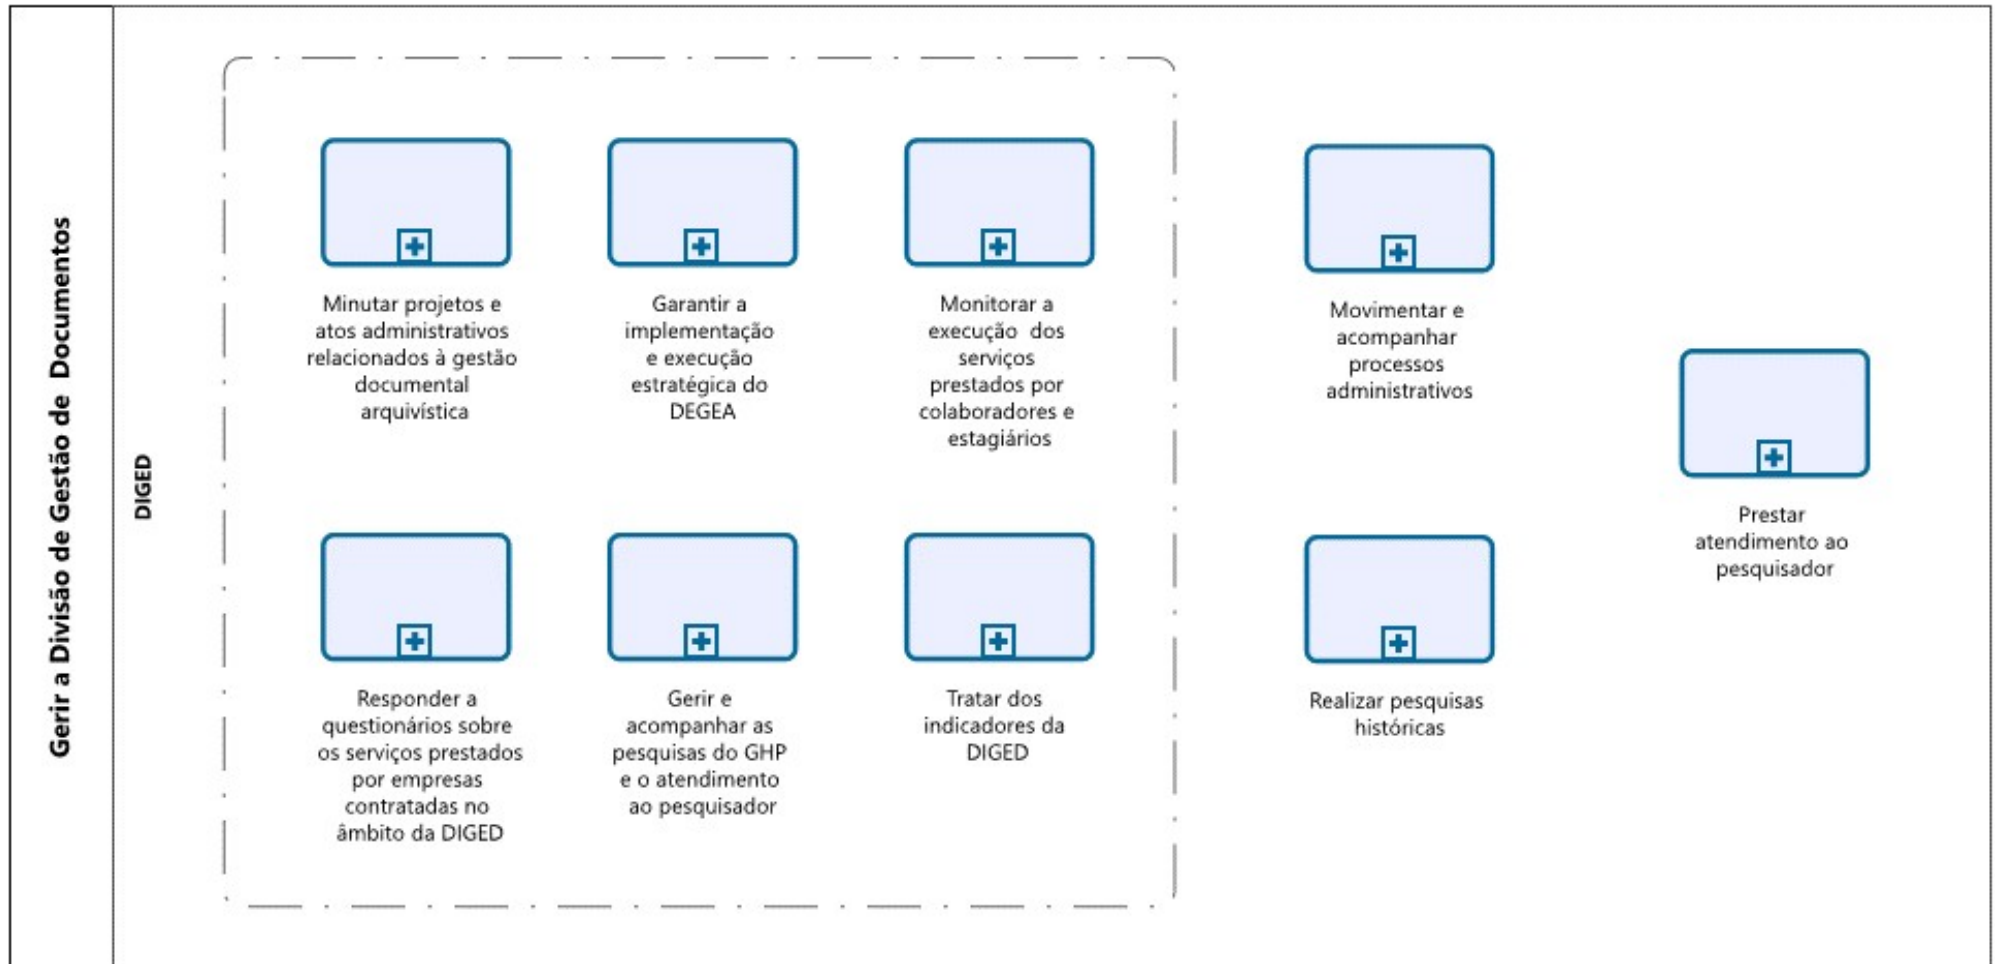 Gerir a Divisão de Gestão de  Documentos
DIGED
Minutar projetos e
atos administrativos
relacionados à gestão
documental
arquivística
Garantir a
implementação
e execução
estratégica do
DEGEA
Monitorar a
execução  dos
serviços
prestados por
colaboradores e
estagiários
Movimentar e
acompanhar
processos
administrativos
Prestar
atendimento ao
pesquisador
Responder a
questionários sobre
os serviços prestados
por empresas
contratadas no
âmbito da DIGED
Gerir e
acompanhar as
pesquisas do GHP
e o atendimento
ao pesquisador
Tratar dos
indicadores da
DIGED
Realizar pesquisas
históricas